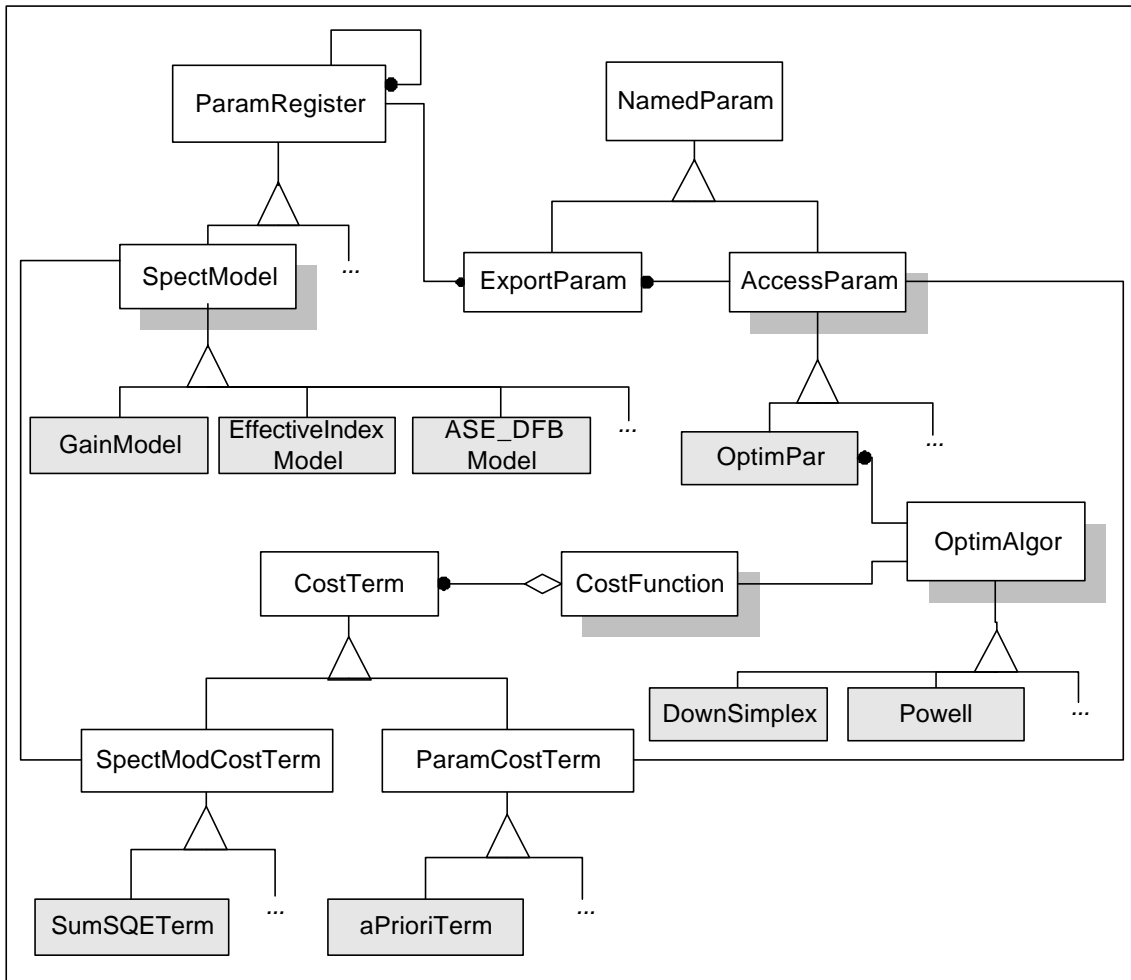 ParamRegister
NamedParam
SpectModel
...
ExportParam
AccessParam
GainModel
EffectiveIndex
Model
ASE_DFB
Model
...
OptimPar
...
OptimAlgor
CostTerm
CostFunction
DownSimplex
Powell
...
SpectModCostTerm
ParamCostTerm
SumSQETerm
...
aPrioriTerm
...